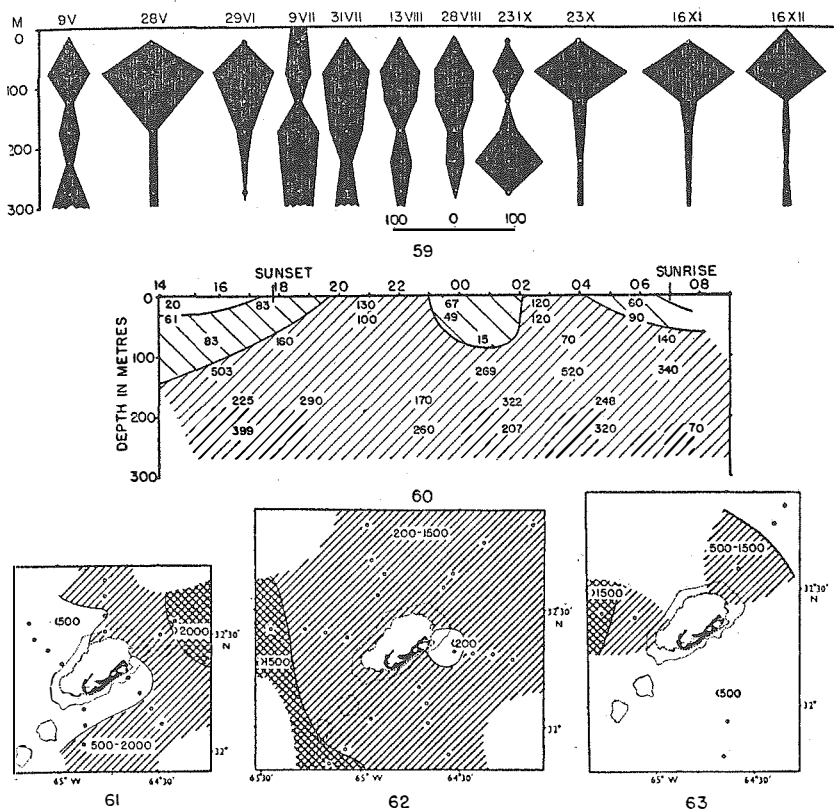 M 9V 28V 29VI 9VII 31VII 13VIII 28VIII 23IX 23X 16XI 16XII
0
100
200
300
100 0 100
59
SUNSET SUNRISE
14 16 18 20 22 00 02 04 06 08
0
20 83 130 67 120 60
61 100 49 120 90
83 160 15 70 140
100
503 269 520 340
225 290 170 322 248
200
399 260 207 320 70
300
DEPTH IN METRES
60
<500
>2000
500-2000
32°30'
N
32°
65° W 64°30'
61
200-1500
<200
>1500
32°30'
N
32°
65°30' 65° W 64°30'
62
500-1500
>1500
<500
32°30'
N
32°
65° W 64°30'
63